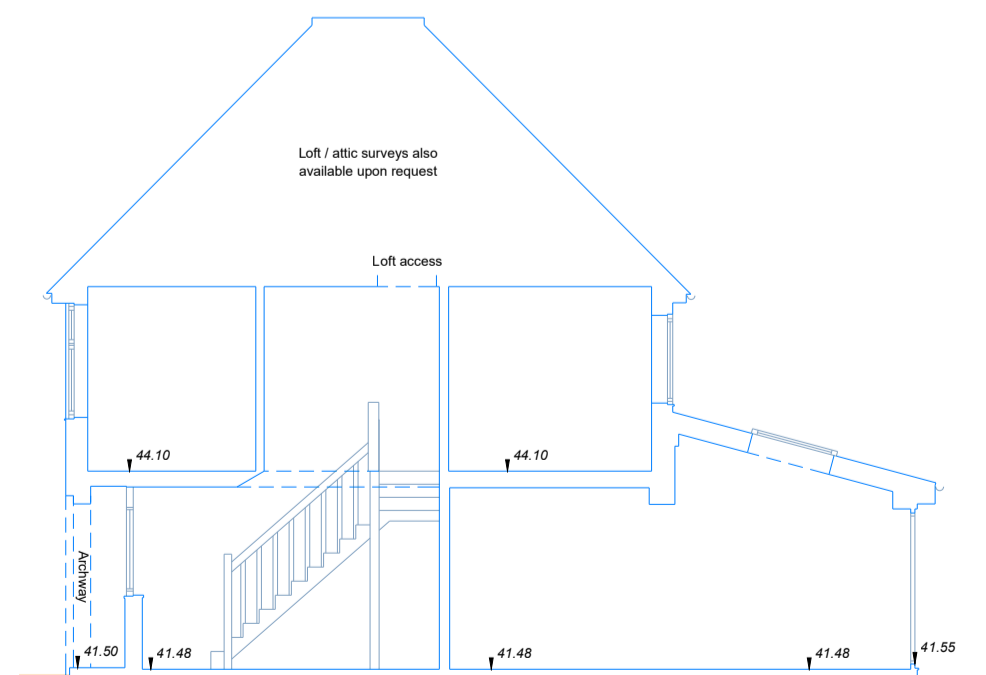 Loft / attic surveys also
available upon request
Loft access
44.10
44.10
Archway
41.50
41.48
41.48
41.48
41.55